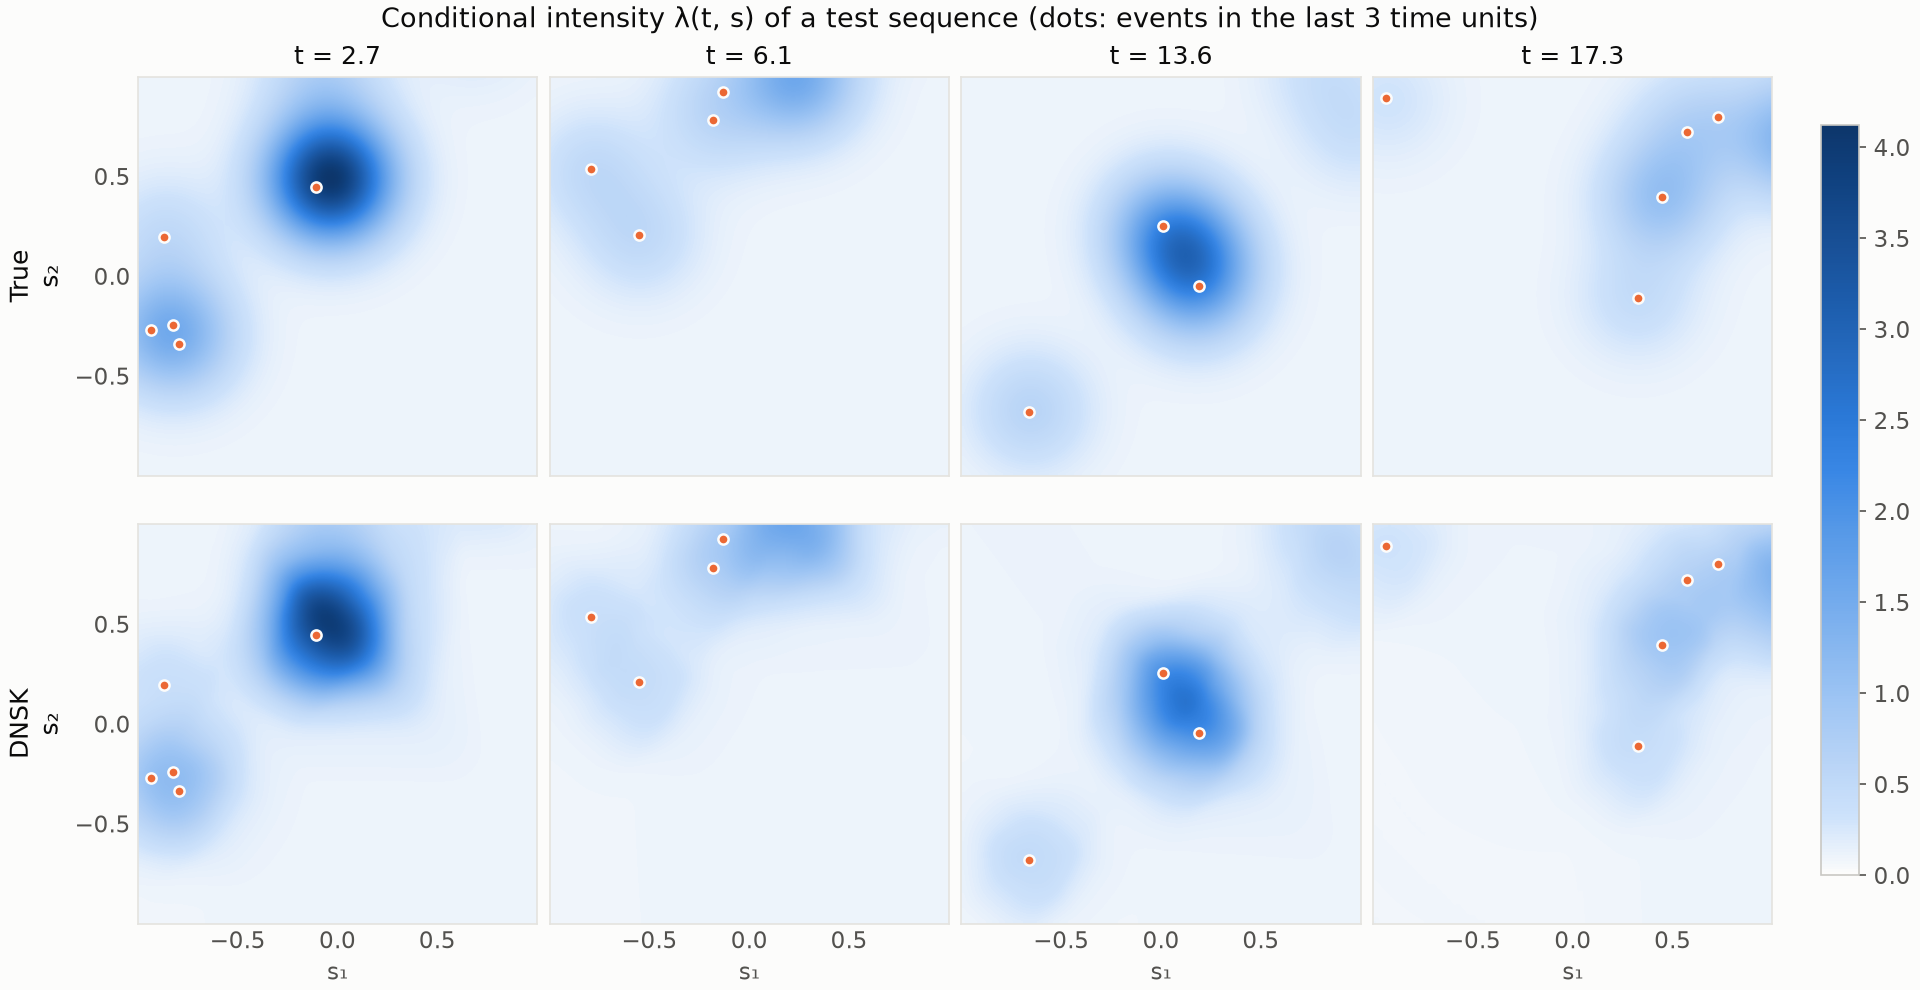 Conditional intensity λ(t, s) of a test sequence (dots: events in the last 3 time units)
t = 2.7
t = 6.1
t = 13.6
t = 17.3
True
s₂
0.5
0.0
−0.5
DNSK
s₂
0.5
0.0
−0.5
−0.5 0.0 0.5
−0.5 0.0 0.5
−0.5 0.0 0.5
−0.5 0.0 0.5
s₁
s₁
s₁
s₁
4.0
3.5
3.0
2.5
2.0
1.5
1.0
0.5
0.0